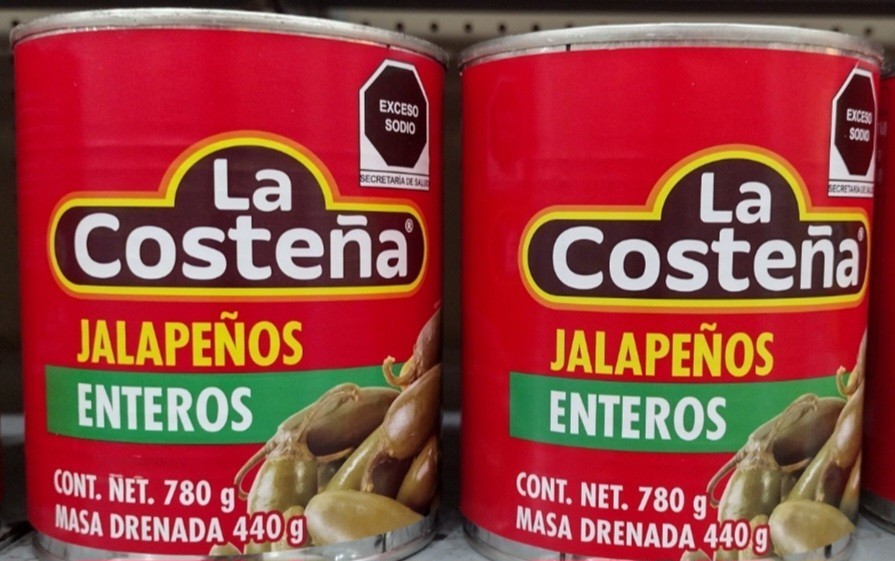 EXCESO
SODIO
SECRETARÍA DE SALUD
La
Costeña®
JALAPEÑOS
ENTEROS
CONT. NET. 780 g
MASA DRENADA 440 g
EXCESO
SODIO
SECRETARÍA DE SALUD
La
Costeña®
JALAPEÑOS
ENTEROS
CONT. NET. 780 g
MASA DRENADA 440 g